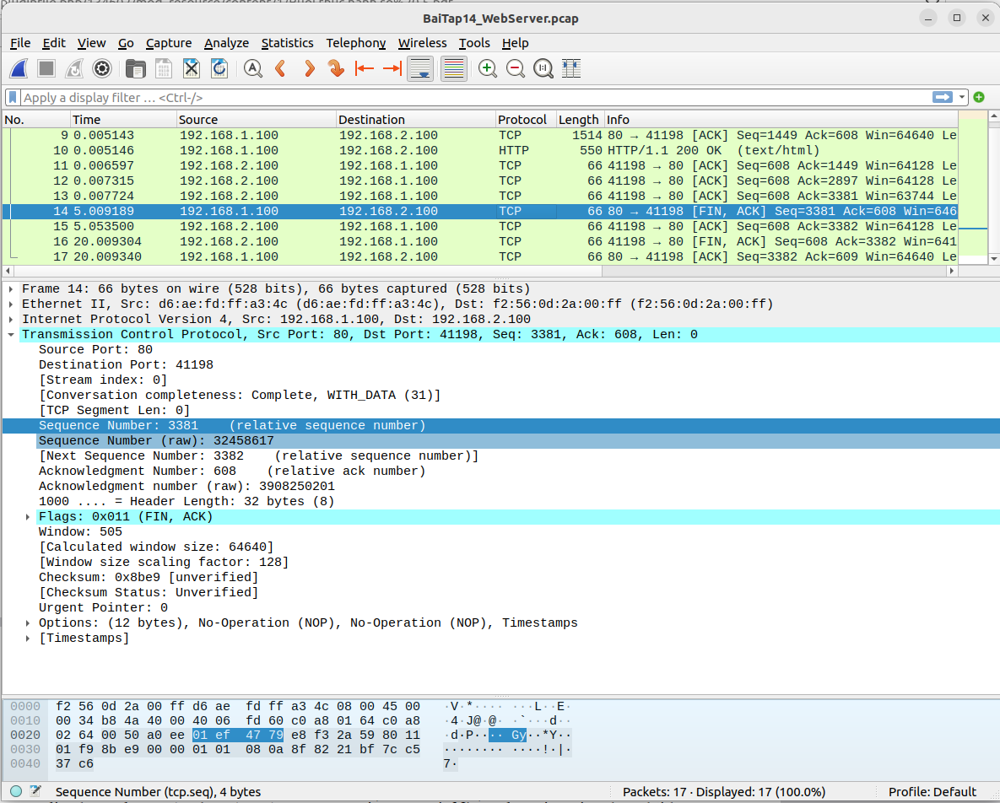 BaiTap14_WebServer.pcap
File Edit View Go Capture Analyze Statistics Telephony Wireless Tools Help
Apply a display filter … <Ctrl-/>
No. Time Source Destination Protocol Length Info
9 0.005143 192.168.1.100 192.168.2.100 TCP 1514 80 → 41198 [ACK] Seq=1449 Ack=608 Win=64640 Le
10 0.005146 192.168.1.100 192.168.2.100 HTTP 550 HTTP/1.1 200 OK (text/html)
11 0.006597 192.168.2.100 192.168.1.100 TCP 66 41198 → 80 [ACK] Seq=608 Ack=1449 Win=64128 Le
12 0.007315 192.168.2.100 192.168.1.100 TCP 66 41198 → 80 [ACK] Seq=608 Ack=2897 Win=64128 Le
13 0.007724 192.168.2.100 192.168.1.100 TCP 66 41198 → 80 [ACK] Seq=608 Ack=3381 Win=63744 Le
14 5.009189 192.168.1.100 192.168.2.100 TCP 66 80 → 41198 [FIN, ACK] Seq=3381 Ack=608 Win=646
15 5.053500 192.168.2.100 192.168.1.100 TCP 66 41198 → 80 [ACK] Seq=608 Ack=3382 Win=64128 Le
16 20.009304 192.168.2.100 192.168.1.100 TCP 66 41198 → 80 [FIN, ACK] Seq=608 Ack=3382 Win=641
17 20.009340 192.168.1.100 192.168.2.100 TCP 66 80 → 41198 [ACK] Seq=3382 Ack=609 Win=64640 Le
Frame 14: 66 bytes on wire (528 bits), 66 bytes captured (528 bits)
Ethernet II, Src: d6:ae:fd:ff:a3:4c (d6:ae:fd:ff:a3:4c), Dst: f2:56:0d:2a:00:ff (f2:56:0d:2a:00:ff)
Internet Protocol Version 4, Src: 192.168.1.100, Dst: 192.168.2.100
Transmission Control Protocol, Src Port: 80, Dst Port: 41198, Seq: 3381, Ack: 608, Len: 0
Source Port: 80
Destination Port: 41198
[Stream index: 0]
[Conversation completeness: Complete, WITH_DATA (31)]
[TCP Segment Len: 0]
Sequence Number: 3381 (relative sequence number)
Sequence Number (raw): 32458617
[Next Sequence Number: 3382 (relative sequence number)]
Acknowledgment Number: 608 (relative ack number)
Acknowledgment number (raw): 3908250201
1000 .... = Header Length: 32 bytes (8)
Flags: 0x011 (FIN, ACK)
Window: 505
[Calculated window size: 64640]
[Window size scaling factor: 128]
Checksum: 0x8be9 [unverified]
[Checksum Status: Unverified]
Urgent Pointer: 0
Options: (12 bytes), No-Operation (NOP), No-Operation (NOP), Timestamps
[Timestamps]
0000 f2 56 0d 2a 00 ff d6 ae fd ff a3 4c 08 00 45 00 ·V·*···· ···L··E·
0010 00 34 b8 4a 40 00 40 06 fd 60 c0 a8 01 64 c0 a8 ·4·J@·@· ·`···d··
0020 02 64 00 50 a0 ee 01 ef 47 79 e8 f3 2a 59 80 11 ·d·P···· Gy··*Y··
0030 01 f9 8b e9 00 00 01 01 08 0a 8f 82 21 bf 7c c5 ········ ····!·|·
0040 37 c6 7·
Sequence Number (tcp.seq), 4 bytes
Packets: 17 · Displayed: 17 (100.0%)
Profile: Default